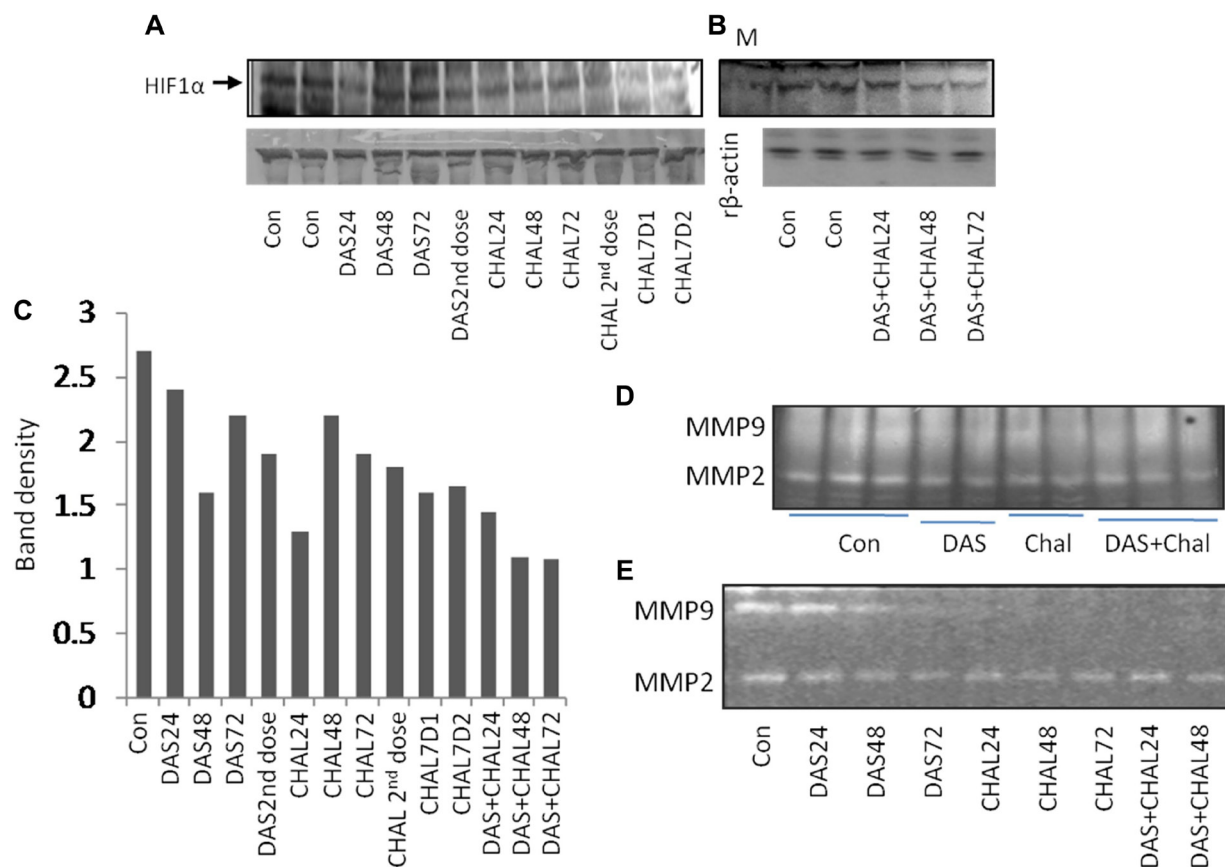 A
B
M
HIF1α
rβ-actin
Con
Con
DAS24
DAS48
DAS72
DAS2nd dose
CHAL24
CHAL48
CHAL72
CHAL 2nd dose
CHAL7D1
CHAL7D2
Con
Con
DAS+CHAL24
DAS+CHAL48
DAS+CHAL72
C
Band density
3
2.5
2
1.5
1
0.5
0
Con
DAS24
DAS48
DAS72
DAS2nd dose
CHAL24
CHAL48
CHAL72
CHAL 2nd dose
CHAL7D1
CHAL7D2
DAS+CHAL24
DAS+CHAL48
DAS+CHAL72
D
MMP9
MMP2
Con
DAS
Chal
DAS+Chal
E
MMP9
MMP2
Con
DAS24
DAS48
DAS72
CHAL24
CHAL48
CHAL72
DAS+CHAL24
DAS+CHAL48